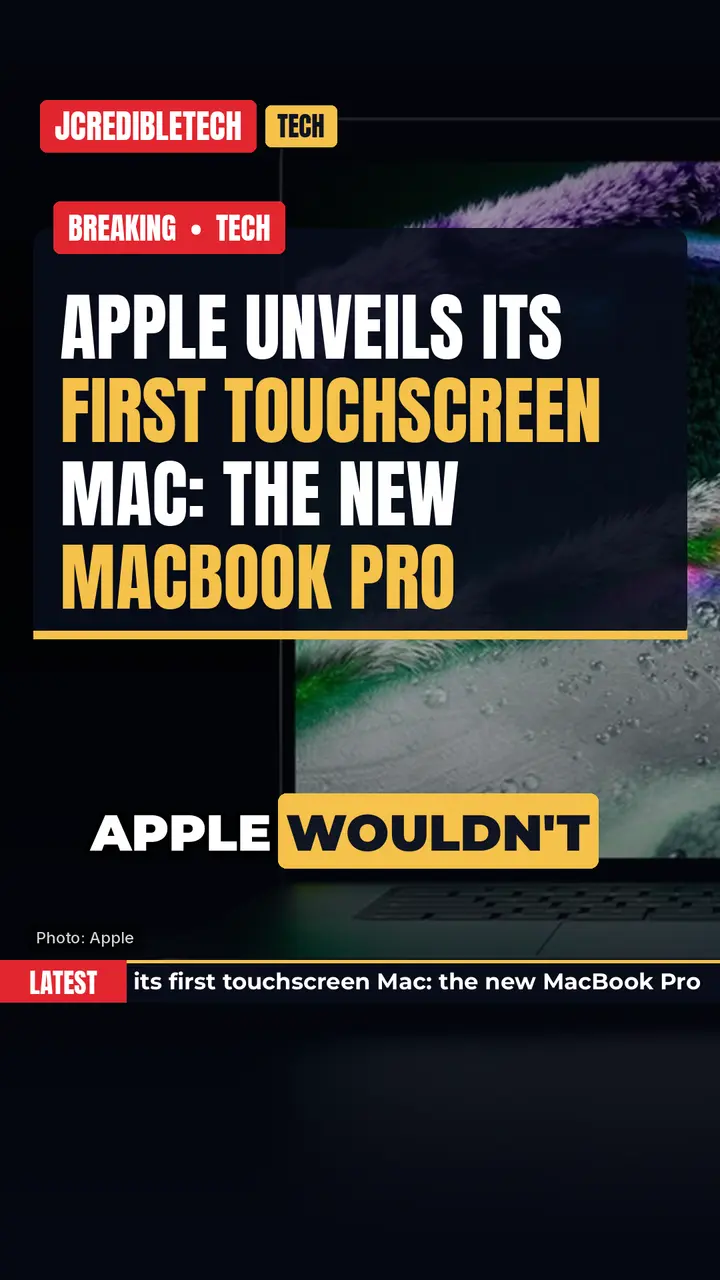 JCREDIBLETECH TECH
BREAKING • TECH
APPLE UNVEILS ITS
FIRST TOUCHSCREEN
MAC: THE NEW
MACBOOK PRO
APPLE WOULDN'T
Photo: Apple
LATEST its first touchscreen Mac: the new MacBook Pro